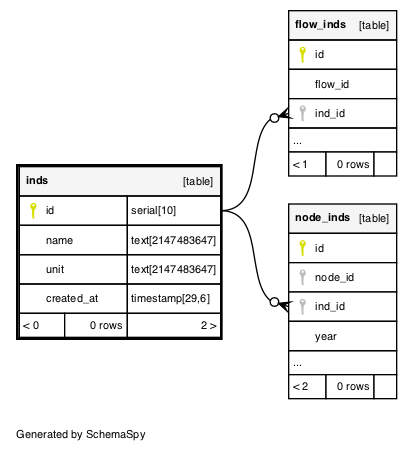 flow_inds [table]
id
flow_id
ind_id
...
< 1 0 rows
inds [table]
id serial[10]
name text[2147483647]
unit text[2147483647]
created_at timestamp[29,6]
< 0 0 rows 2 >
node_inds [table]
id
node_id
ind_id
year
...
< 2 0 rows
Generated by SchemaSpy